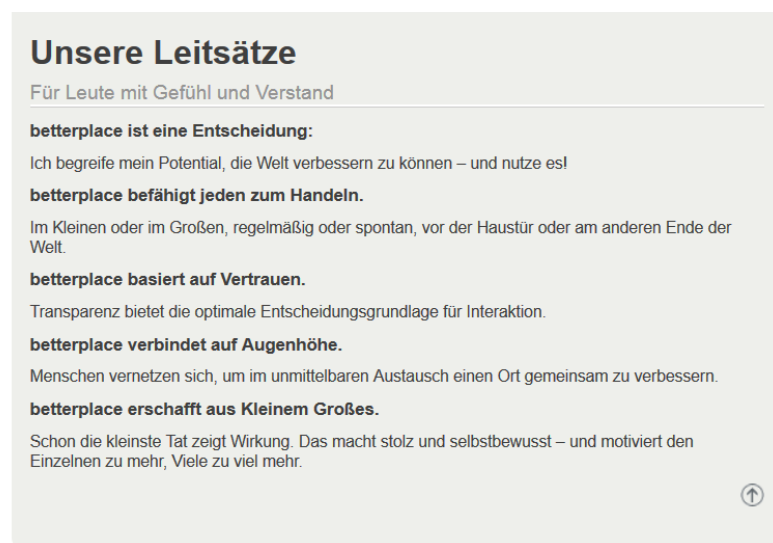 Unsere Leitsätze
Für Leute mit Gefühl und Verstand
betterplace ist eine Entscheidung:
Ich begreife mein Potential, die Welt verbessern zu können – und nutze es!
betterplace befähigt jeden zum Handeln.
Im Kleinen oder im Großen, regelmäßig oder spontan, vor der Haustür oder am anderen Ende der
Welt.
betterplace basiert auf Vertrauen.
Transparenz bietet die optimale Entscheidungsgrundlage für Interaktion.
betterplace verbindet auf Augenhöhe.
Menschen vernetzen sich, um im unmittelbaren Austausch einen Ort gemeinsam zu verbessern.
betterplace erschafft aus Kleinem Großes.
Schon die kleinste Tat zeigt Wirkung. Das macht stolz und selbstbewusst – und motiviert den
Einzelnen zu mehr, Viele zu viel mehr.